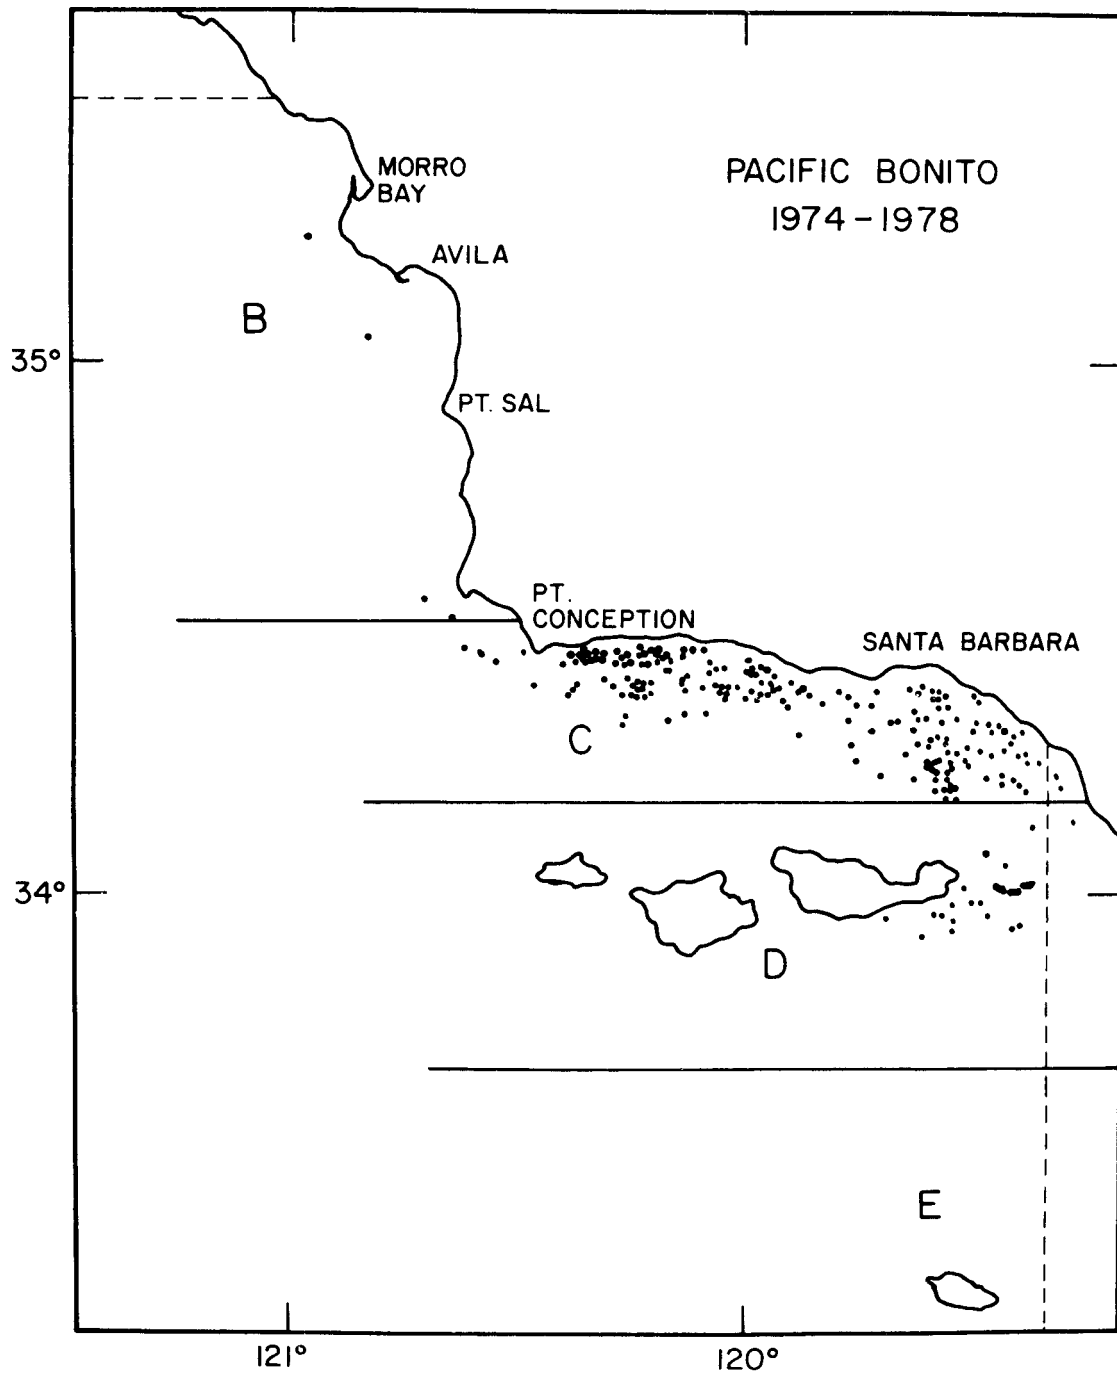 MORRO
BAY
PACIFIC BONITO
1974-1978
AVILA
B
35°
PT. SAL
PT.
CONCEPTION
SANTA BARBARA
C
34°
D
E
121°
120°